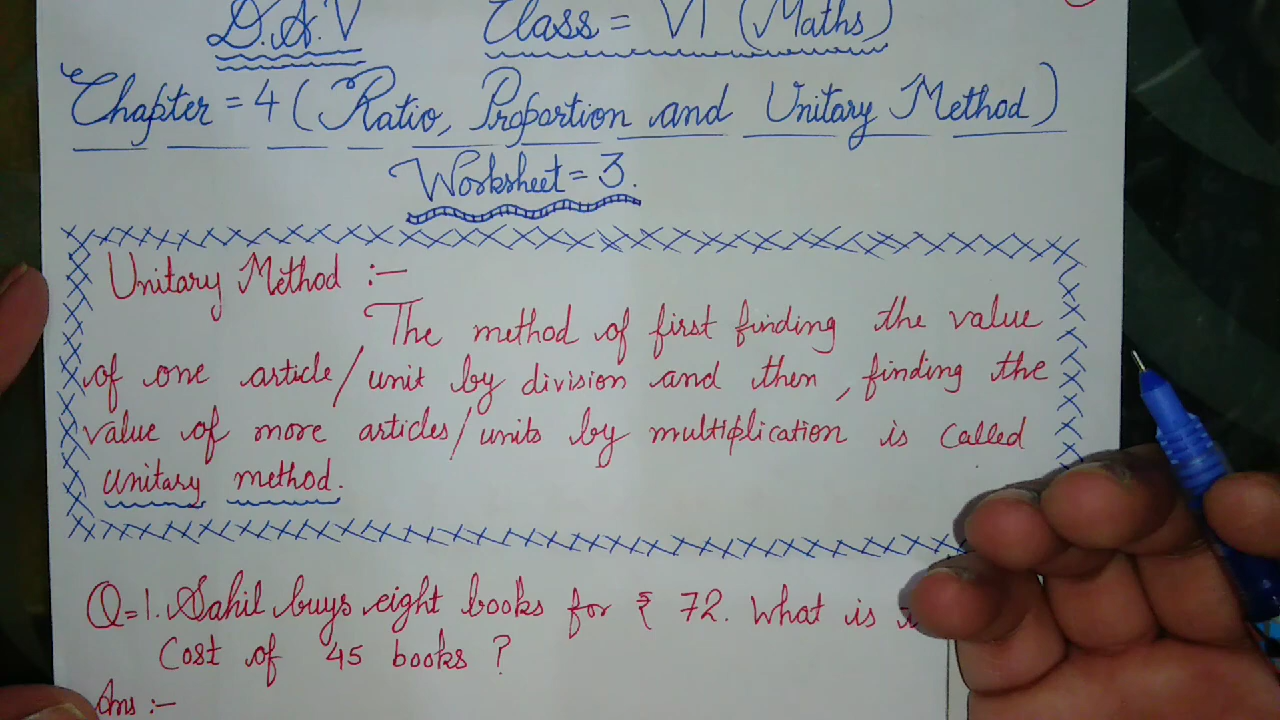 D.A.V Class = VI (Maths)
Chapter = 4 ( Ratio, Proportion and Unitary Method )
Worksheet = 3.
Unitary Method :-
The method of first finding the value
of one article/unit by division and then, finding the
value of more articles/units by multiplication is called
unitary method.
Q=1. Sahil buys eight books for ₹ 72. What is
Cost of 45 books ?
Ans :-